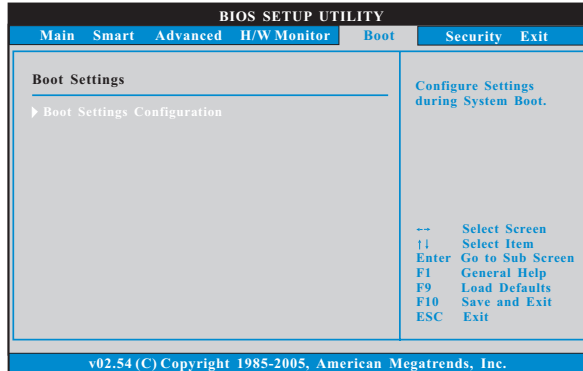 BIOS SETUP UTILITY
Main Smart Advanced H/W Monitor Boot Security Exit
Boot Settings
Boot Settings Configuration
Configure Settings
during System Boot.
←→ Select Screen
↑↓ Select Item
Enter Go to Sub Screen
F1 General Help
F9 Load Defaults
F10 Save and Exit
ESC Exit
v02.54 (C) Copyright 1985-2005, American Megatrends, Inc.